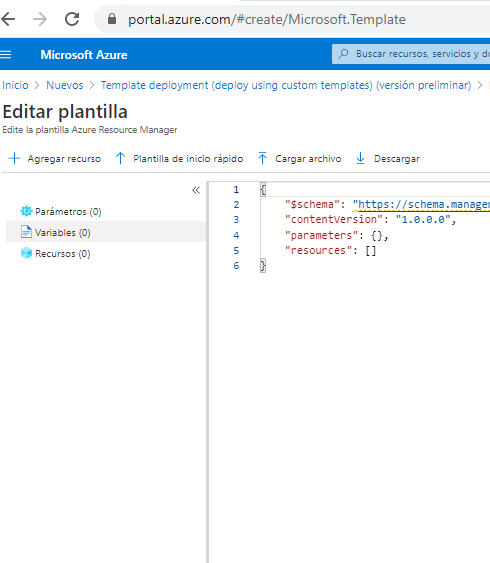 portal.azure.com/#create/Microsoft.Template
Microsoft Azure
Buscar recursos, servicios y do
Inicio > Nuevos > Template deployment (deploy using custom templates) (versión preliminar) >
Editar plantilla
Edite la plantilla Azure Resource Manager
+ Agregar recurso ↑ Plantilla de inicio rápido Cargar archivo Descargar
«
Parámetros (0)
Variables (0)
Recursos (0)
1 {
2 "$schema": "https://schema.manager
3 "contentVersion": "1.0.0.0",
4 "parameters": {},
5 "resources": []
6 }